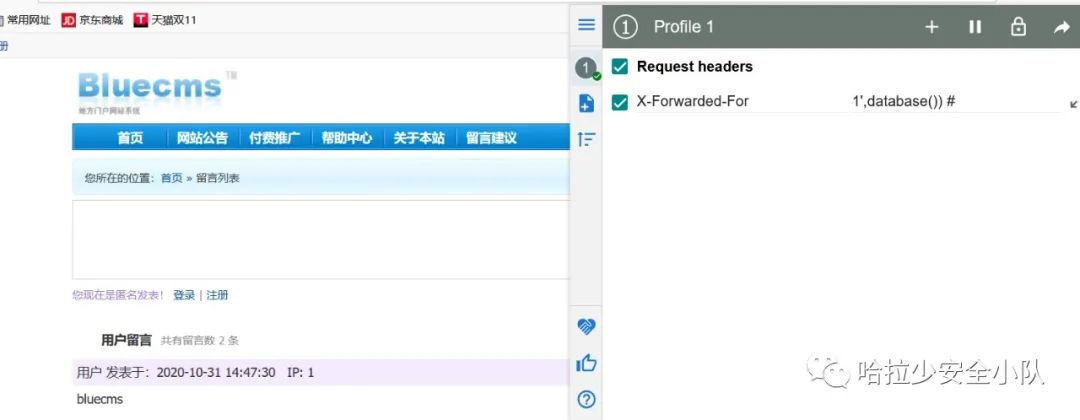 常用网址 JD 京东商城 T 天猫双11
册
Bluecms TM
地方门户网站系统
首页 网站公告 付费推广 帮助中心 关于本站 留言建议
您所在的位置: 首页 » 留言列表
您现在是匿名发表! 登录 | 注册
用户留言 共有留言数 2 条
用户 发表于: 2020-10-31 14:47:30 IP: 1
bluecms
1 Profile 1
1
Request headers
X-Forwarded-For 1',database()) #
哈拉少安全小队